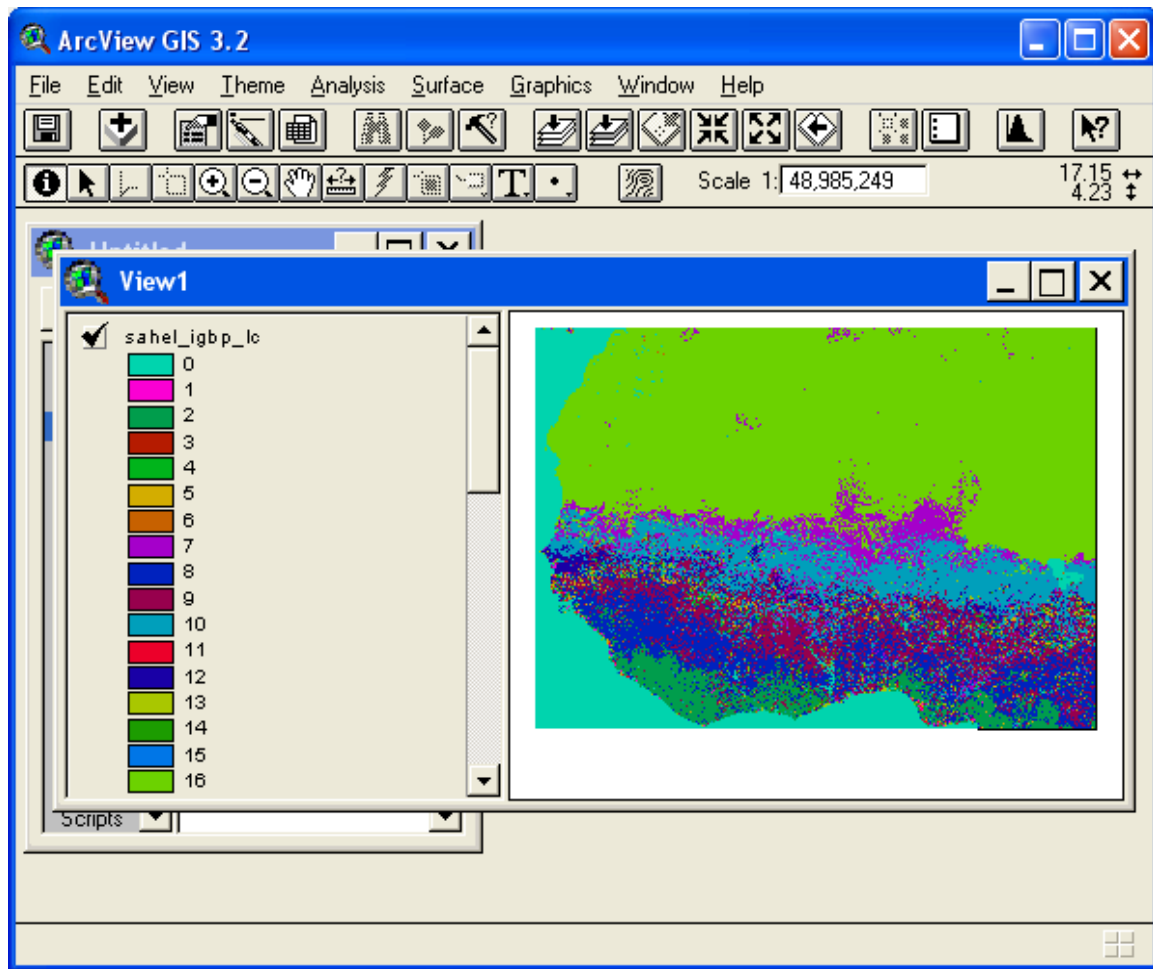 ArcView GIS 3.2
File Edit View Theme Analysis Surface Graphics Window Help
Scale 1: 48,985,249
17.15
4.23
Untitled
View1
sahel_igbp_lc
0
1
2
3
4
5
6
7
8
9
10
11
12
13
14
15
16
Scripts